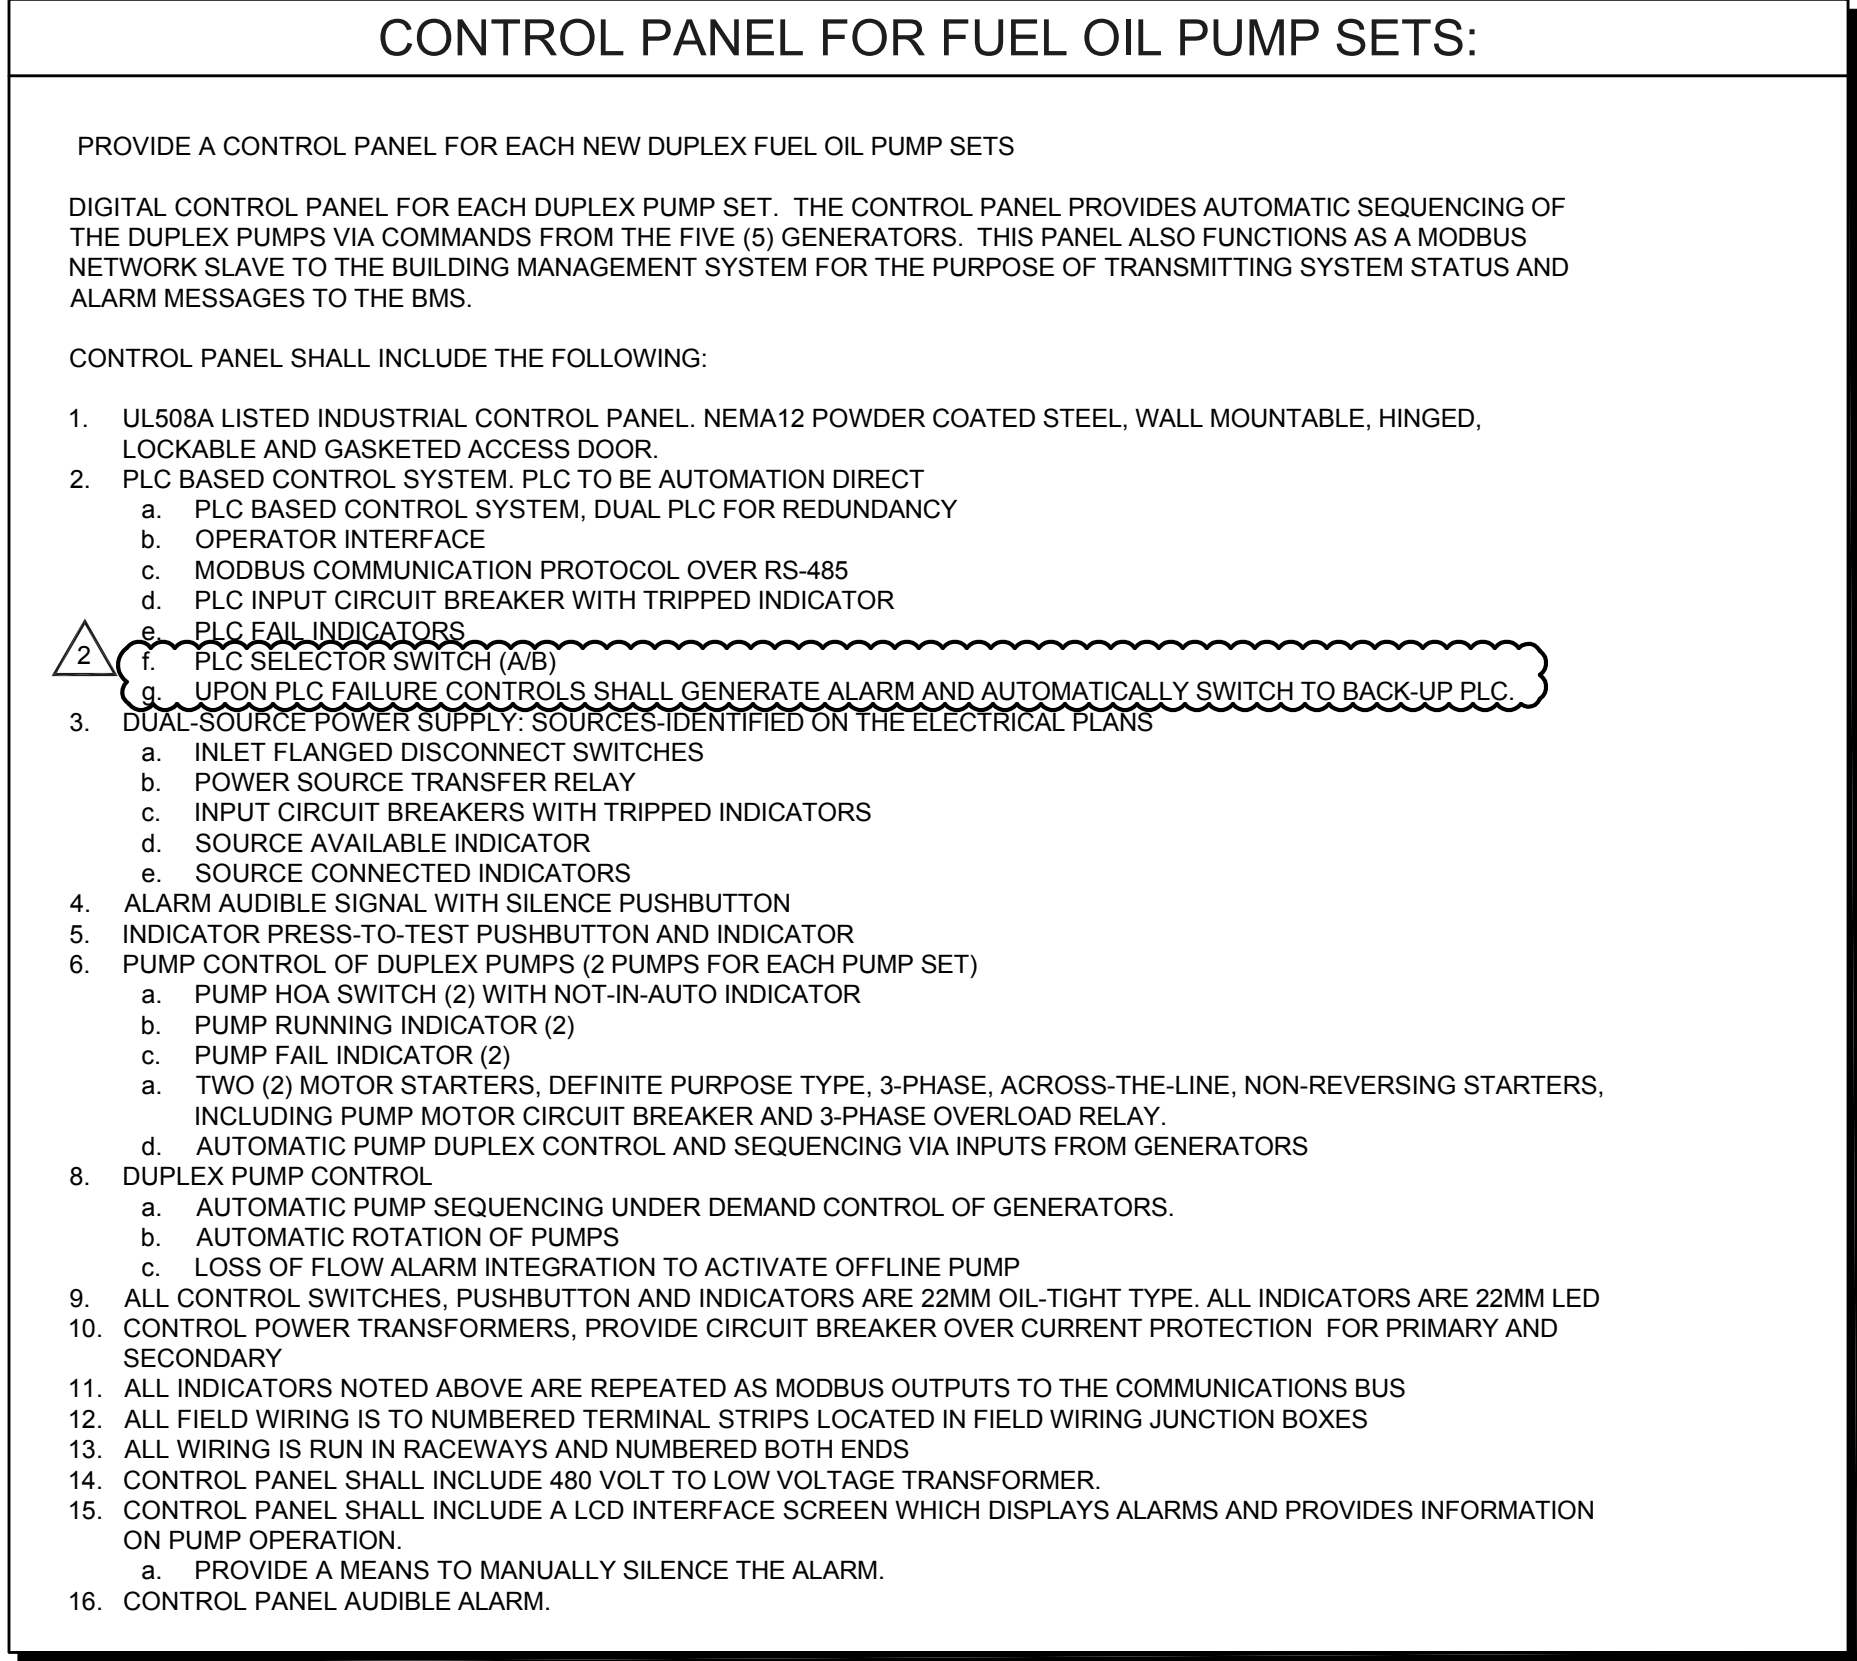 CONTROL PANEL FOR FUEL OIL PUMP SETS:
PROVIDE A CONTROL PANEL FOR EACH NEW DUPLEX FUEL OIL PUMP SETS
DIGITAL CONTROL PANEL FOR EACH DUPLEX PUMP SET. THE CONTROL PANEL PROVIDES AUTOMATIC SEQUENCING OF
THE DUPLEX PUMPS VIA COMMANDS FROM THE FIVE (5) GENERATORS. THIS PANEL ALSO FUNCTIONS AS A MODBUS
NETWORK SLAVE TO THE BUILDING MANAGEMENT SYSTEM FOR THE PURPOSE OF TRANSMITTING SYSTEM STATUS AND
ALARM MESSAGES TO THE BMS.
CONTROL PANEL SHALL INCLUDE THE FOLLOWING:
1. UL508A LISTED INDUSTRIAL CONTROL PANEL. NEMA12 POWDER COATED STEEL, WALL MOUNTABLE, HINGED,
LOCKABLE AND GASKETED ACCESS DOOR.
2. PLC BASED CONTROL SYSTEM. PLC TO BE AUTOMATION DIRECT
a. PLC BASED CONTROL SYSTEM, DUAL PLC FOR REDUNDANCY
b. OPERATOR INTERFACE
c. MODBUS COMMUNICATION PROTOCOL OVER RS-485
d. PLC INPUT CIRCUIT BREAKER WITH TRIPPED INDICATOR
e. PLC FAIL INDICATORS
2
f. PLC SELECTOR SWITCH (A/B)
g. UPON PLC FAILURE CONTROLS SHALL GENERATE ALARM AND AUTOMATICALLY SWITCH TO BACK-UP PLC.
3. DUAL-SOURCE POWER SUPPLY: SOURCES-IDENTIFIED ON THE ELECTRICAL PLANS
a. INLET FLANGED DISCONNECT SWITCHES
b. POWER SOURCE TRANSFER RELAY
c. INPUT CIRCUIT BREAKERS WITH TRIPPED INDICATORS
d. SOURCE AVAILABLE INDICATOR
e. SOURCE CONNECTED INDICATORS
4. ALARM AUDIBLE SIGNAL WITH SILENCE PUSHBUTTON
5. INDICATOR PRESS-TO-TEST PUSHBUTTON AND INDICATOR
6. PUMP CONTROL OF DUPLEX PUMPS (2 PUMPS FOR EACH PUMP SET)
a. PUMP HOA SWITCH (2) WITH NOT-IN-AUTO INDICATOR
b. PUMP RUNNING INDICATOR (2)
c. PUMP FAIL INDICATOR (2)
a. TWO (2) MOTOR STARTERS, DEFINITE PURPOSE TYPE, 3-PHASE, ACROSS-THE-LINE, NON-REVERSING STARTERS,
INCLUDING PUMP MOTOR CIRCUIT BREAKER AND 3-PHASE OVERLOAD RELAY.
d. AUTOMATIC PUMP DUPLEX CONTROL AND SEQUENCING VIA INPUTS FROM GENERATORS
8. DUPLEX PUMP CONTROL
a. AUTOMATIC PUMP SEQUENCING UNDER DEMAND CONTROL OF GENERATORS.
b. AUTOMATIC ROTATION OF PUMPS
c. LOSS OF FLOW ALARM INTEGRATION TO ACTIVATE OFFLINE PUMP
9. ALL CONTROL SWITCHES, PUSHBUTTON AND INDICATORS ARE 22MM OIL-TIGHT TYPE. ALL INDICATORS ARE 22MM LED
10. CONTROL POWER TRANSFORMERS, PROVIDE CIRCUIT BREAKER OVER CURRENT PROTECTION FOR PRIMARY AND
SECONDARY
11. ALL INDICATORS NOTED ABOVE ARE REPEATED AS MODBUS OUTPUTS TO THE COMMUNICATIONS BUS
12. ALL FIELD WIRING IS TO NUMBERED TERMINAL STRIPS LOCATED IN FIELD WIRING JUNCTION BOXES
13. ALL WIRING IS RUN IN RACEWAYS AND NUMBERED BOTH ENDS
14. CONTROL PANEL SHALL INCLUDE 480 VOLT TO LOW VOLTAGE TRANSFORMER.
15. CONTROL PANEL SHALL INCLUDE A LCD INTERFACE SCREEN WHICH DISPLAYS ALARMS AND PROVIDES INFORMATION
ON PUMP OPERATION.
a. PROVIDE A MEANS TO MANUALLY SILENCE THE ALARM.
16. CONTROL PANEL AUDIBLE ALARM.